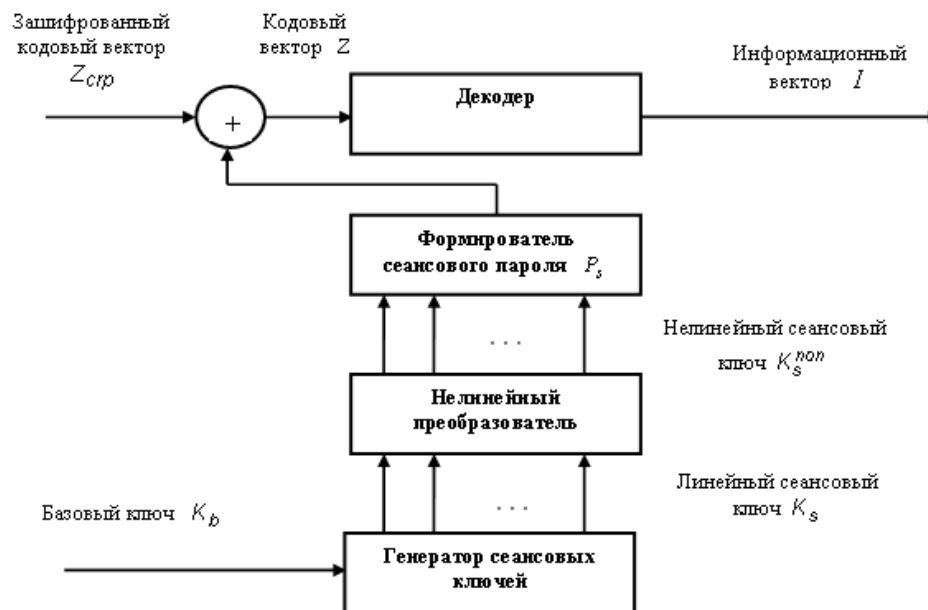 Зашифрованный
кодовый вектор
Z_crp
Кодовый
вектор Z
Информационный
вектор I
Декодер
+
Формирователь
сеансового пароля P_s
...
Нелинейный сеансовый
ключ K_s^non
Нелинейный
преобразователь
...
Линейный сеансовый
ключ K_s
Базовый ключ K_b
Генератор сеансовых
ключей